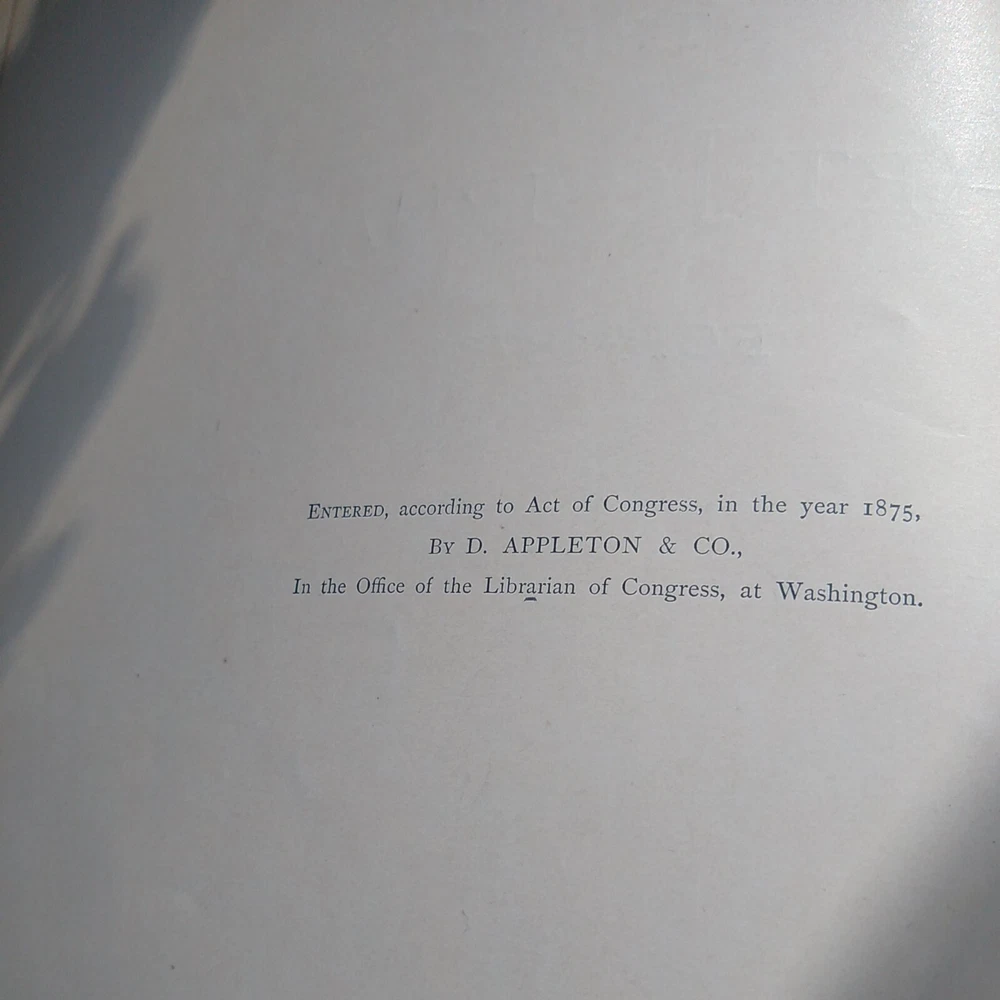 ENTERED, according to Act of Congress, in the year 1875,
BY D. APPLETON & CO.,
In the Office of the Librarian of Congress, at Washington.